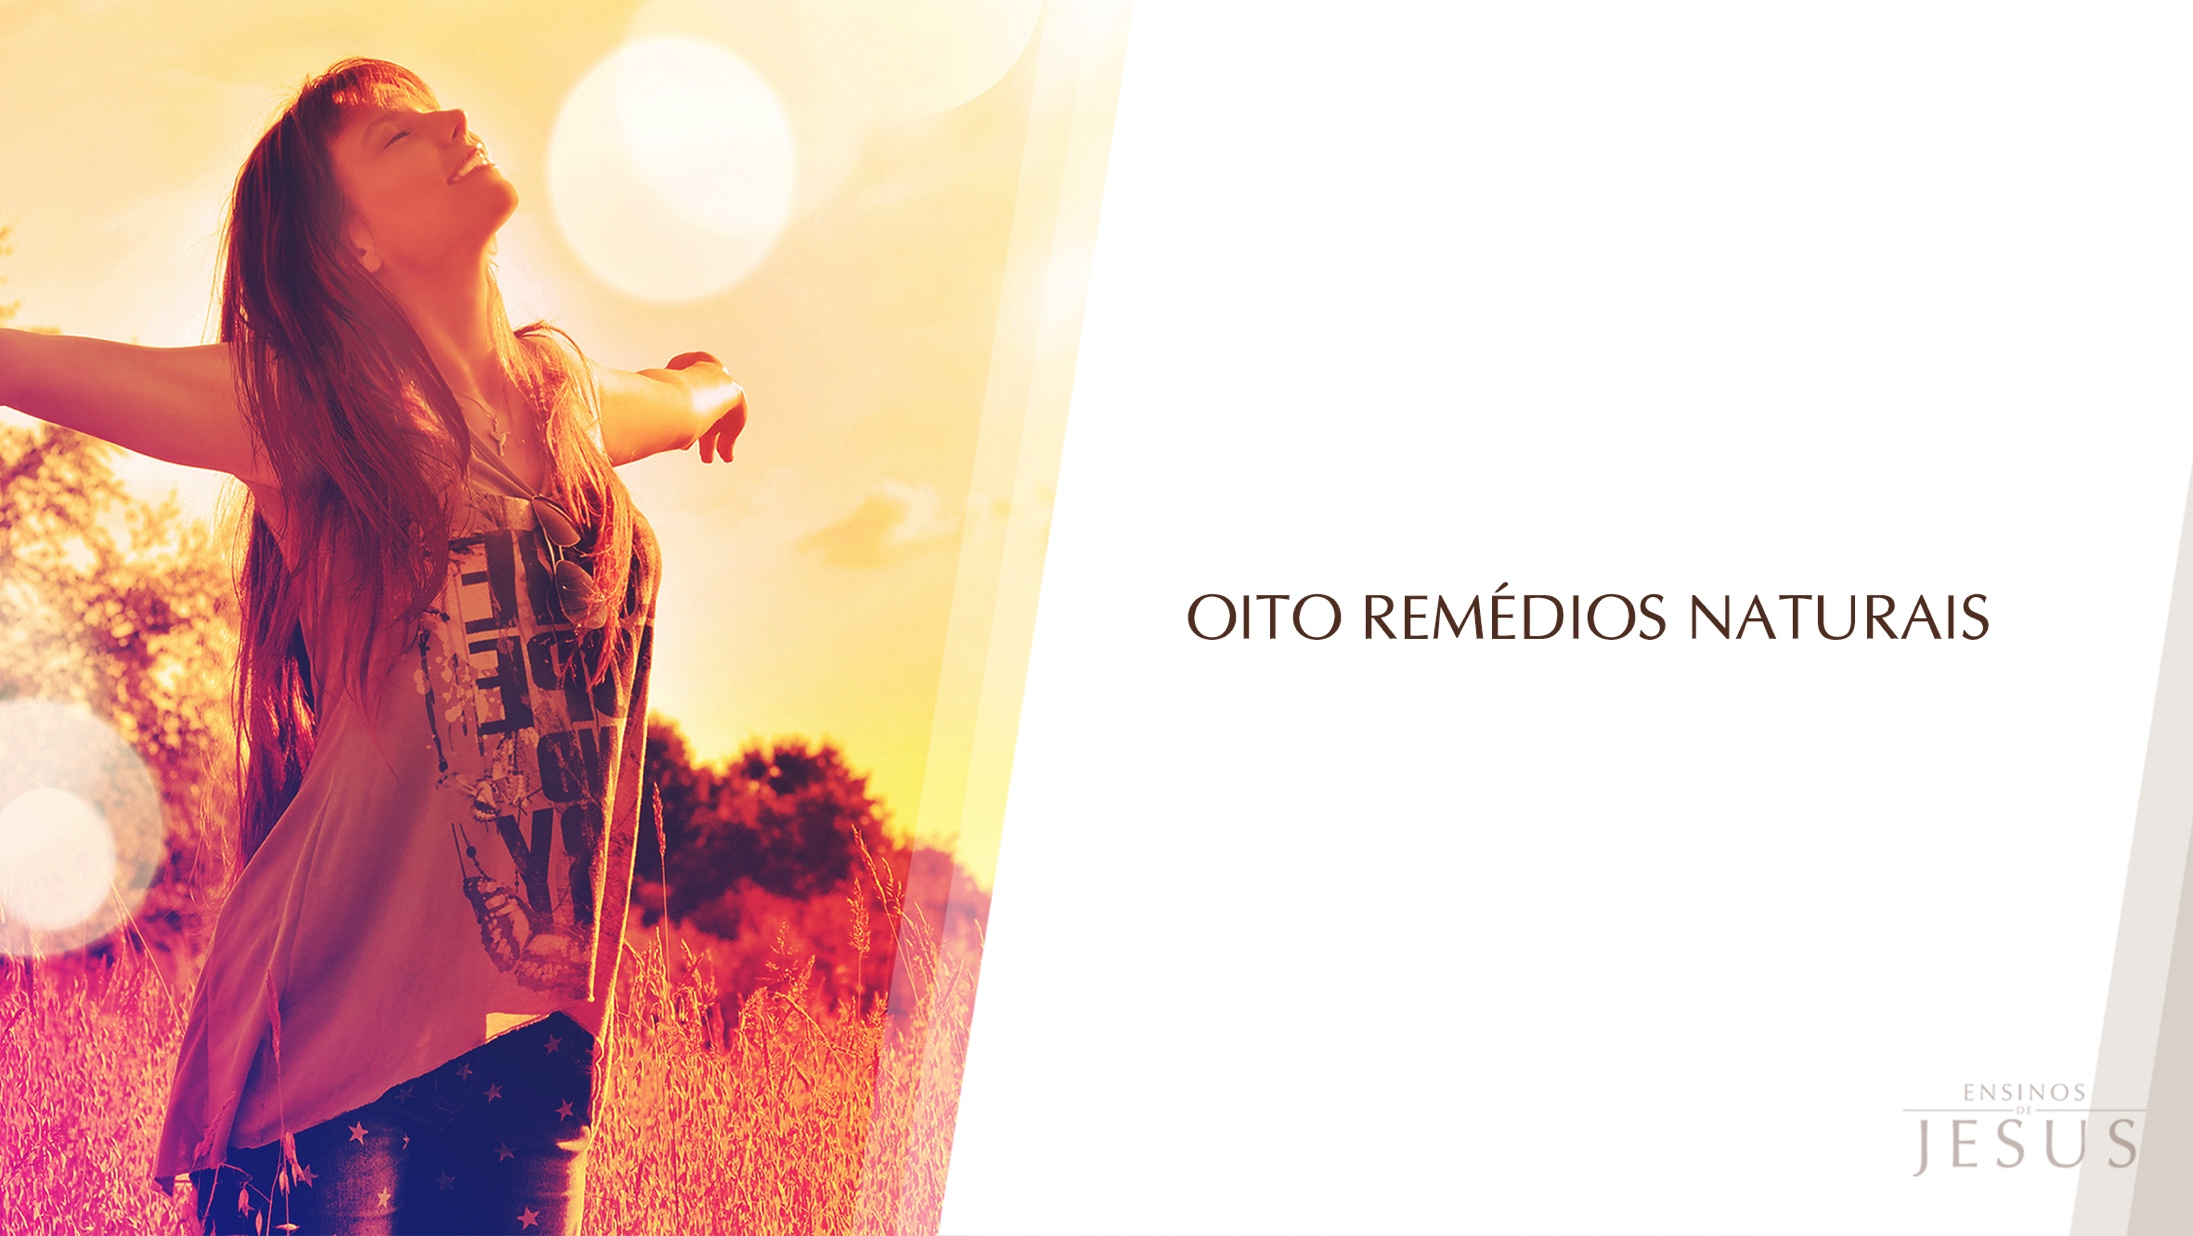 OITO REMÉDIOS NATURAIS
ENSINOS
DE
JESUS